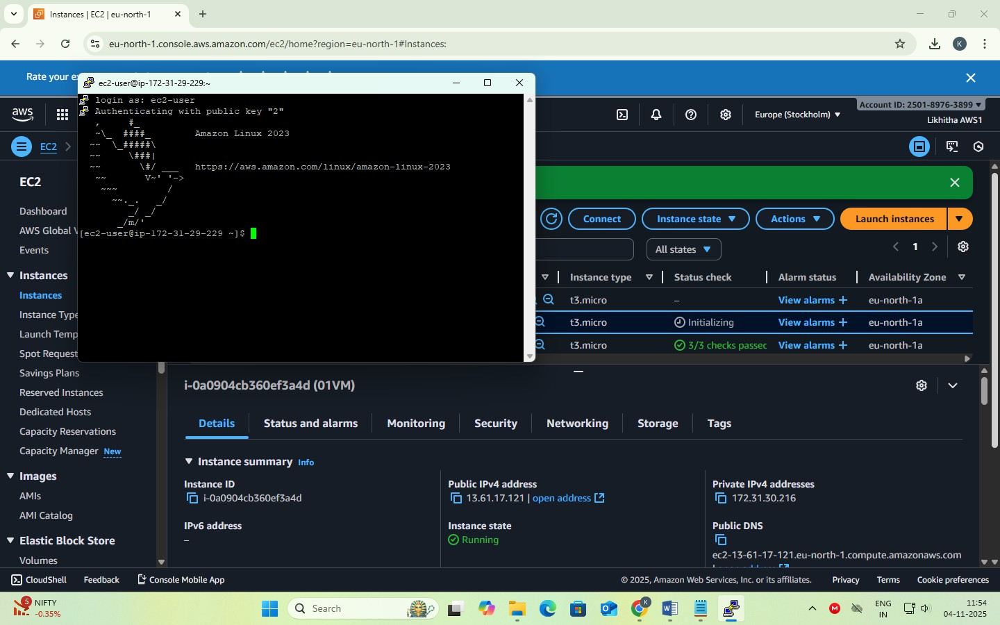 Instances | EC2 | eu-north-1
eu-north-1.console.aws.amazon.com/ec2/home?region=eu-north-1#Instances:
K
Rate your
ec2-user@ip-172-31-29-229:~
login as: ec2-user
Authenticating with public key "2"
   ,     #_
   ~\_  ####_        Amazon Linux 2023
  ~~  \_#####\
  ~~     \###|
  ~~       \#/ ___   https://aws.amazon.com/linux/amazon-linux-2023
   ~~       V~' '->
    ~~~         /
      ~~._.   _/
         _/ _/
       _/m/'
[ec2-user@ip-172-31-29-229 ~]$
aws
Europe (Stockholm)
Account ID: 2501-8976-3899
Likhitha AWS1
EC2
EC2
Dashboard
AWS Global
Events
Instances
Instances
Instance Type
Launch Temp
Spot Request
Savings Plans
Reserved Instances
Dedicated Hosts
Capacity Reservations
Capacity Manager New
Images
AMIs
AMI Catalog
Elastic Block Store
Volumes
Connect
Instance state
Actions
Launch instances
All states
1
Instance type
Status check
Alarm status
Availability Zone
t3.micro – View alarms + eu-north-1a
t3.micro Initializing View alarms + eu-north-1a
t3.micro 3/3 checks passec View alarms + eu-north-1a
i-0a0904cb360ef3a4d (01VM)
Details
Status and alarms
Monitoring
Security
Networking
Storage
Tags
Instance summary Info
Instance ID
i-0a0904cb360ef3a4d
IPv6 address
–
Public IPv4 address
13.61.17.121 | open address
Instance state
Running
Private IPv4 addresses
172.31.30.216
Public DNS
ec2-13-61-17-121.eu-north-1.compute.amazonaws.com
CloudShell
Feedback
Console Mobile App
© 2025, Amazon Web Services, Inc. or its affiliates.
Privacy
Terms
Cookie preferences
5
NIFTY
-0.35%
Search
K
M
ENG
IN
11:54
04-11-2025